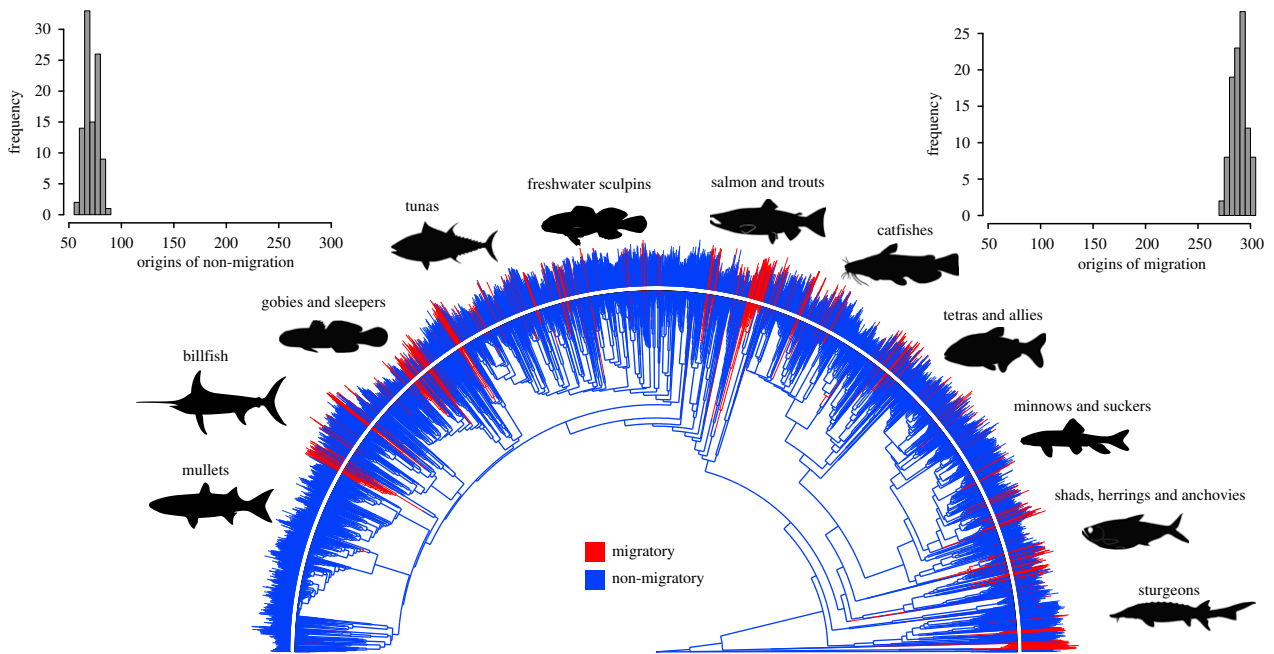 frequency
30
25
20
15
10
5
0
50 100 150 200 250 300
origins of non-migration
frequency
25
20
15
10
5
0
50 100 150 200 250 300
origins of migration
freshwater sculpins
salmon and trouts
tunas
catfishes
gobies and sleepers
tetras and allies
billfish
minnows and suckers
mullets
shads, herrings and anchovies
sturgeons
migratory
non-migratory